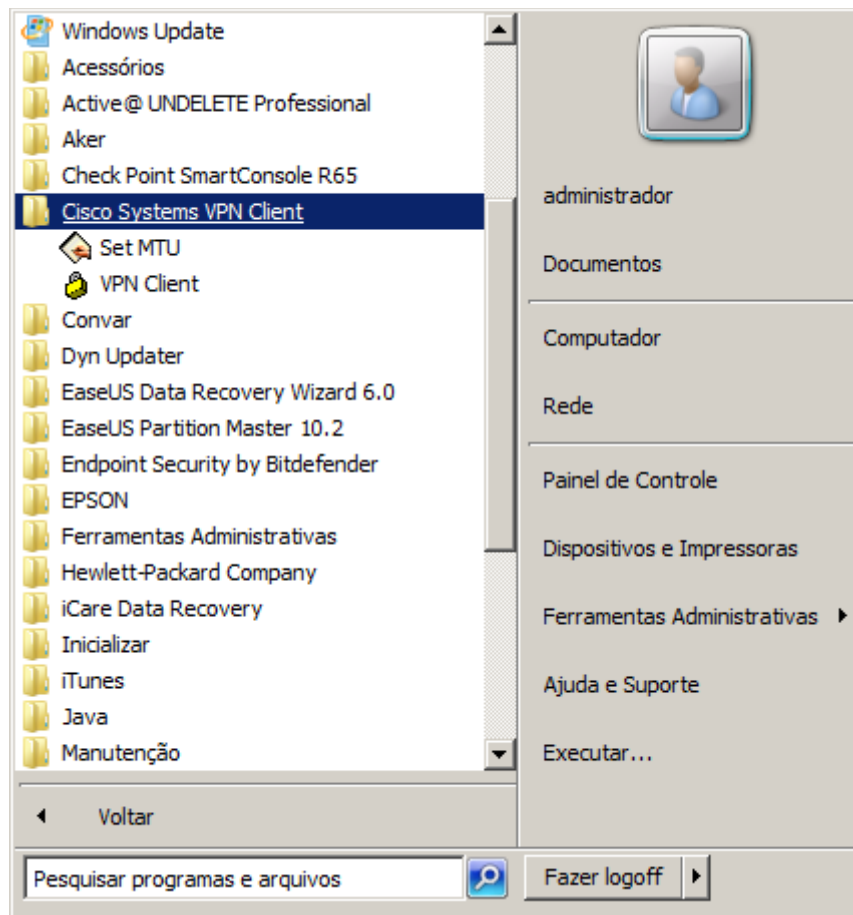 Windows Update
Acessórios
Active@ UNDELETE Professional
Aker
Check Point SmartConsole R65
Cisco Systems VPN Client
Set MTU
VPN Client
Convar
Dyn Updater
EaseUS Data Recovery Wizard 6.0
EaseUS Partition Master 10.2
Endpoint Security by Bitdefender
EPSON
Ferramentas Administrativas
Hewlett-Packard Company
iCare Data Recovery
Inicializar
iTunes
Java
Manutenção
Voltar
Pesquisar programas e arquivos
administrador
Documentos
Computador
Rede
Painel de Controle
Dispositivos e Impressoras
Ferramentas Administrativas
Ajuda e Suporte
Executar...
Fazer logoff